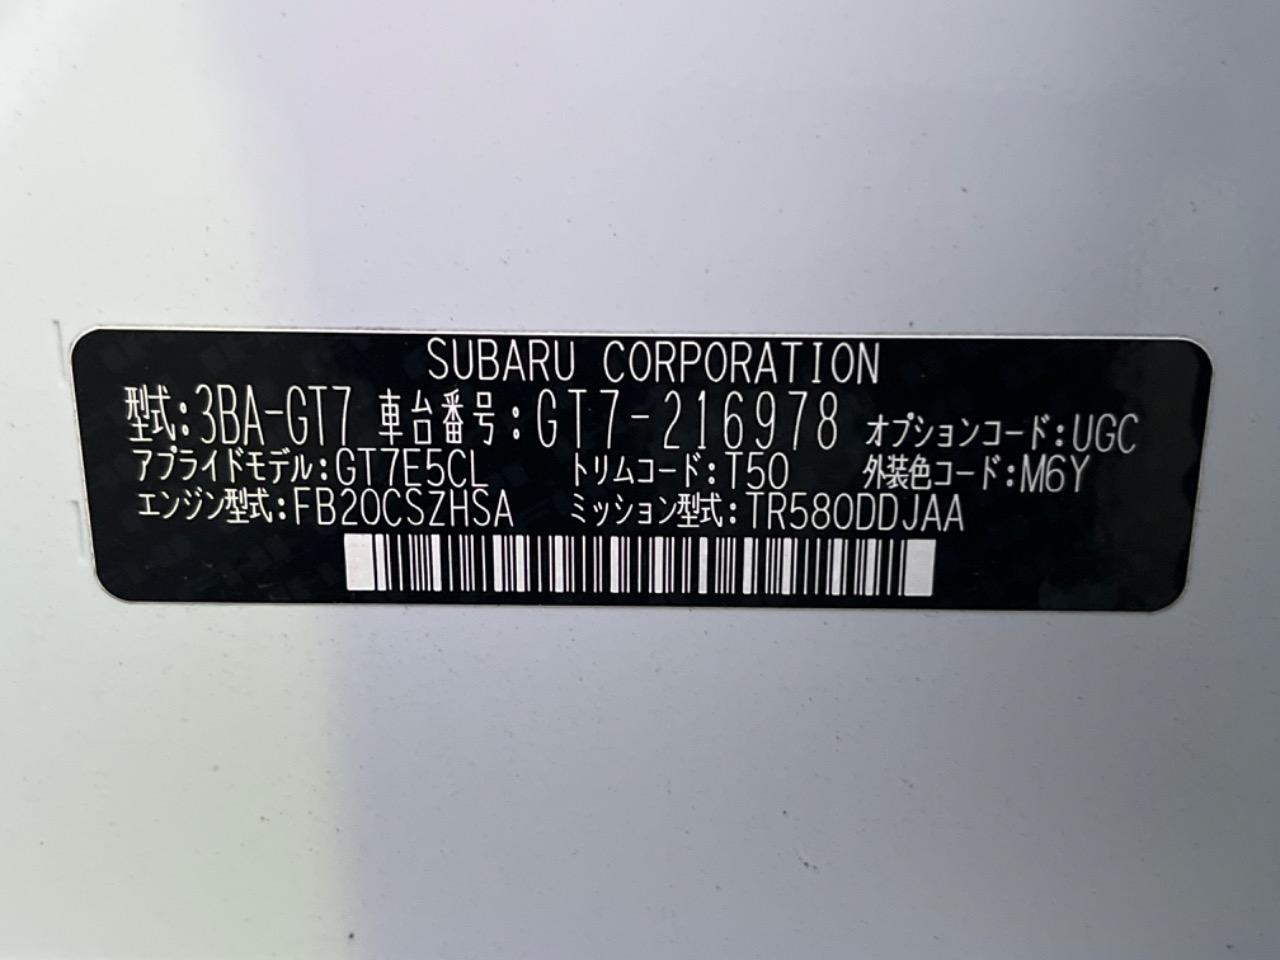 SUBARU CORPORATION
型式:3BA-GT7 車台番号:GT7-216978 オプションコード:UGC
アプライドモデル:GT7E5CL トリムコード:T50 外装色コード:M6Y
エンジン型式:FB20CSZHSA ミッション型式:TR580DDJAA